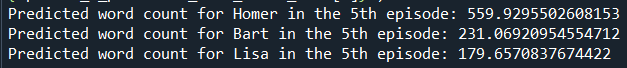 Predicted word count for Homer in the 5th episode: 559.9295502608153
Predicted word count for Bart in the 5th episode: 231.06920954554712
Predicted word count for Lisa in the 5th episode: 179.6570837674422